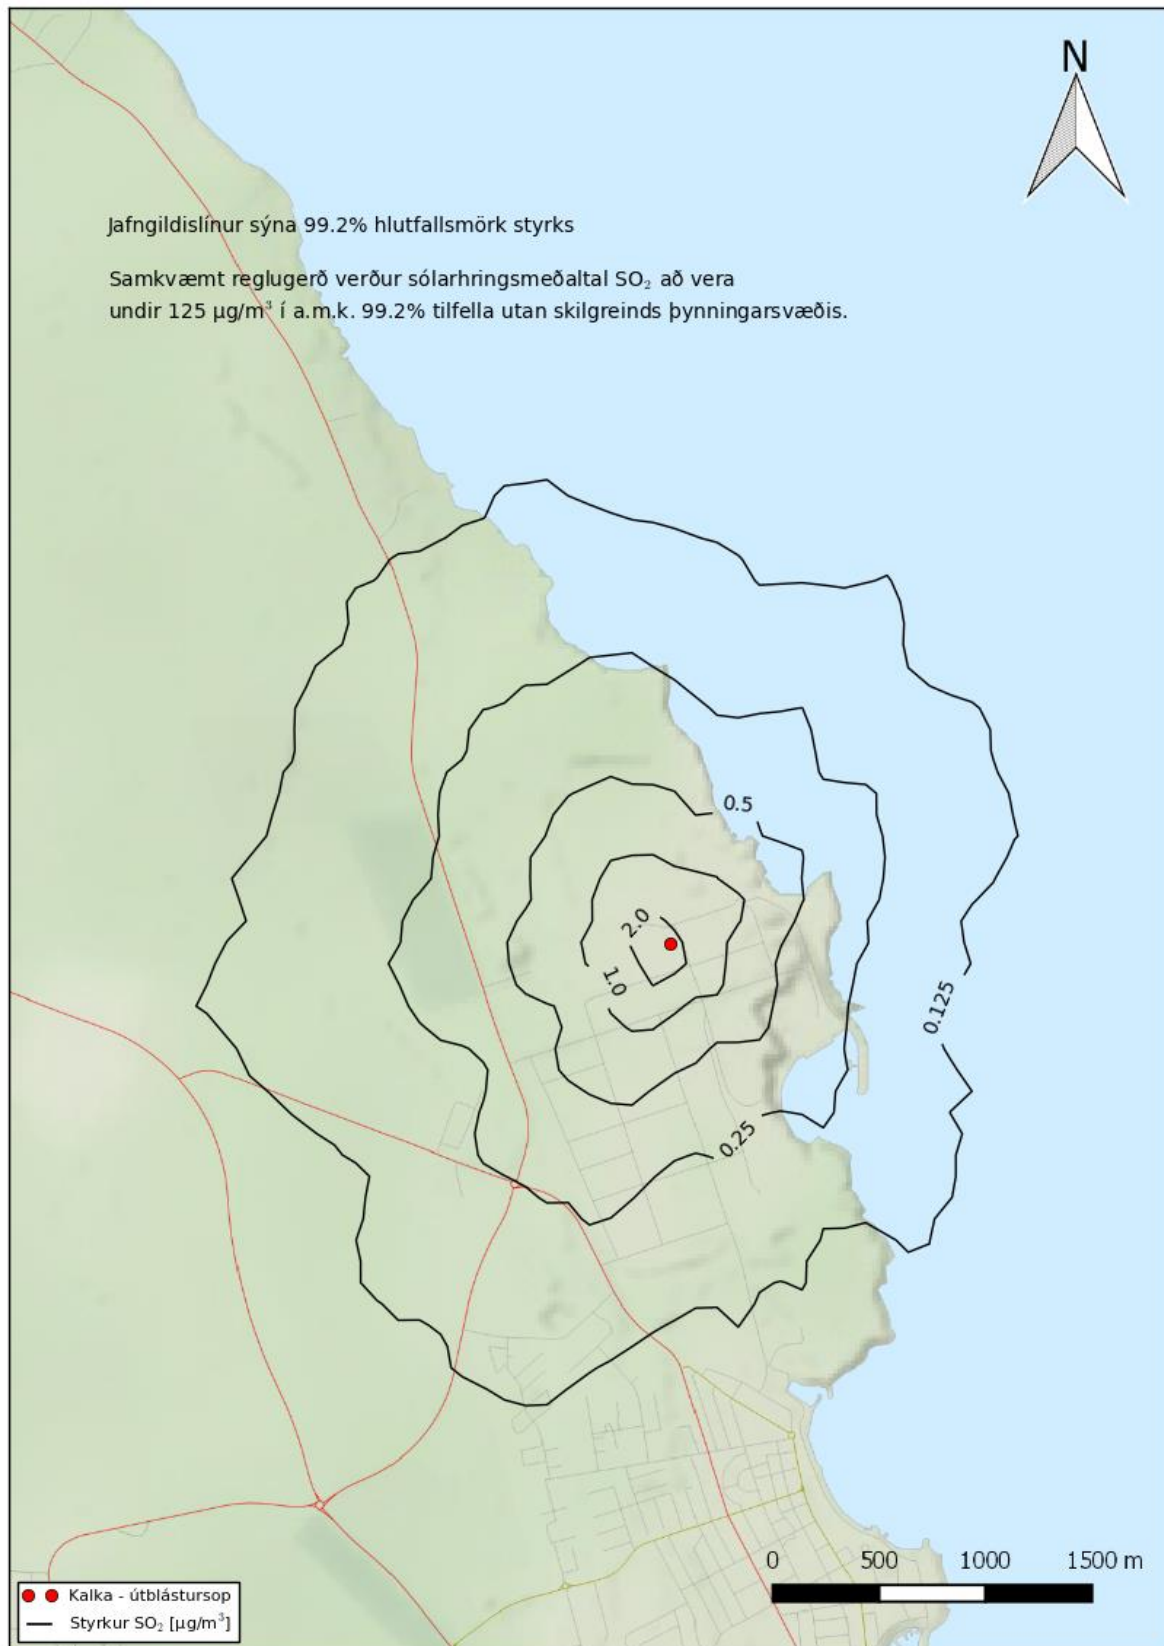 N
Jafngildislínur sýna 99.2% hlutfallsmörk styrks
Samkvæmt reglugerð verður sólarhringsmeðaltal SO₂ að vera
undir 125 µg/m³ í a.m.k. 99.2% tilfella utan skilgreinds þynningarsvæðis.
0.5
2.0
1.0
0.125
0.25
0 500 1000 1500 m
Kalka - útblástursop
Styrkur SO₂ [µg/m³]